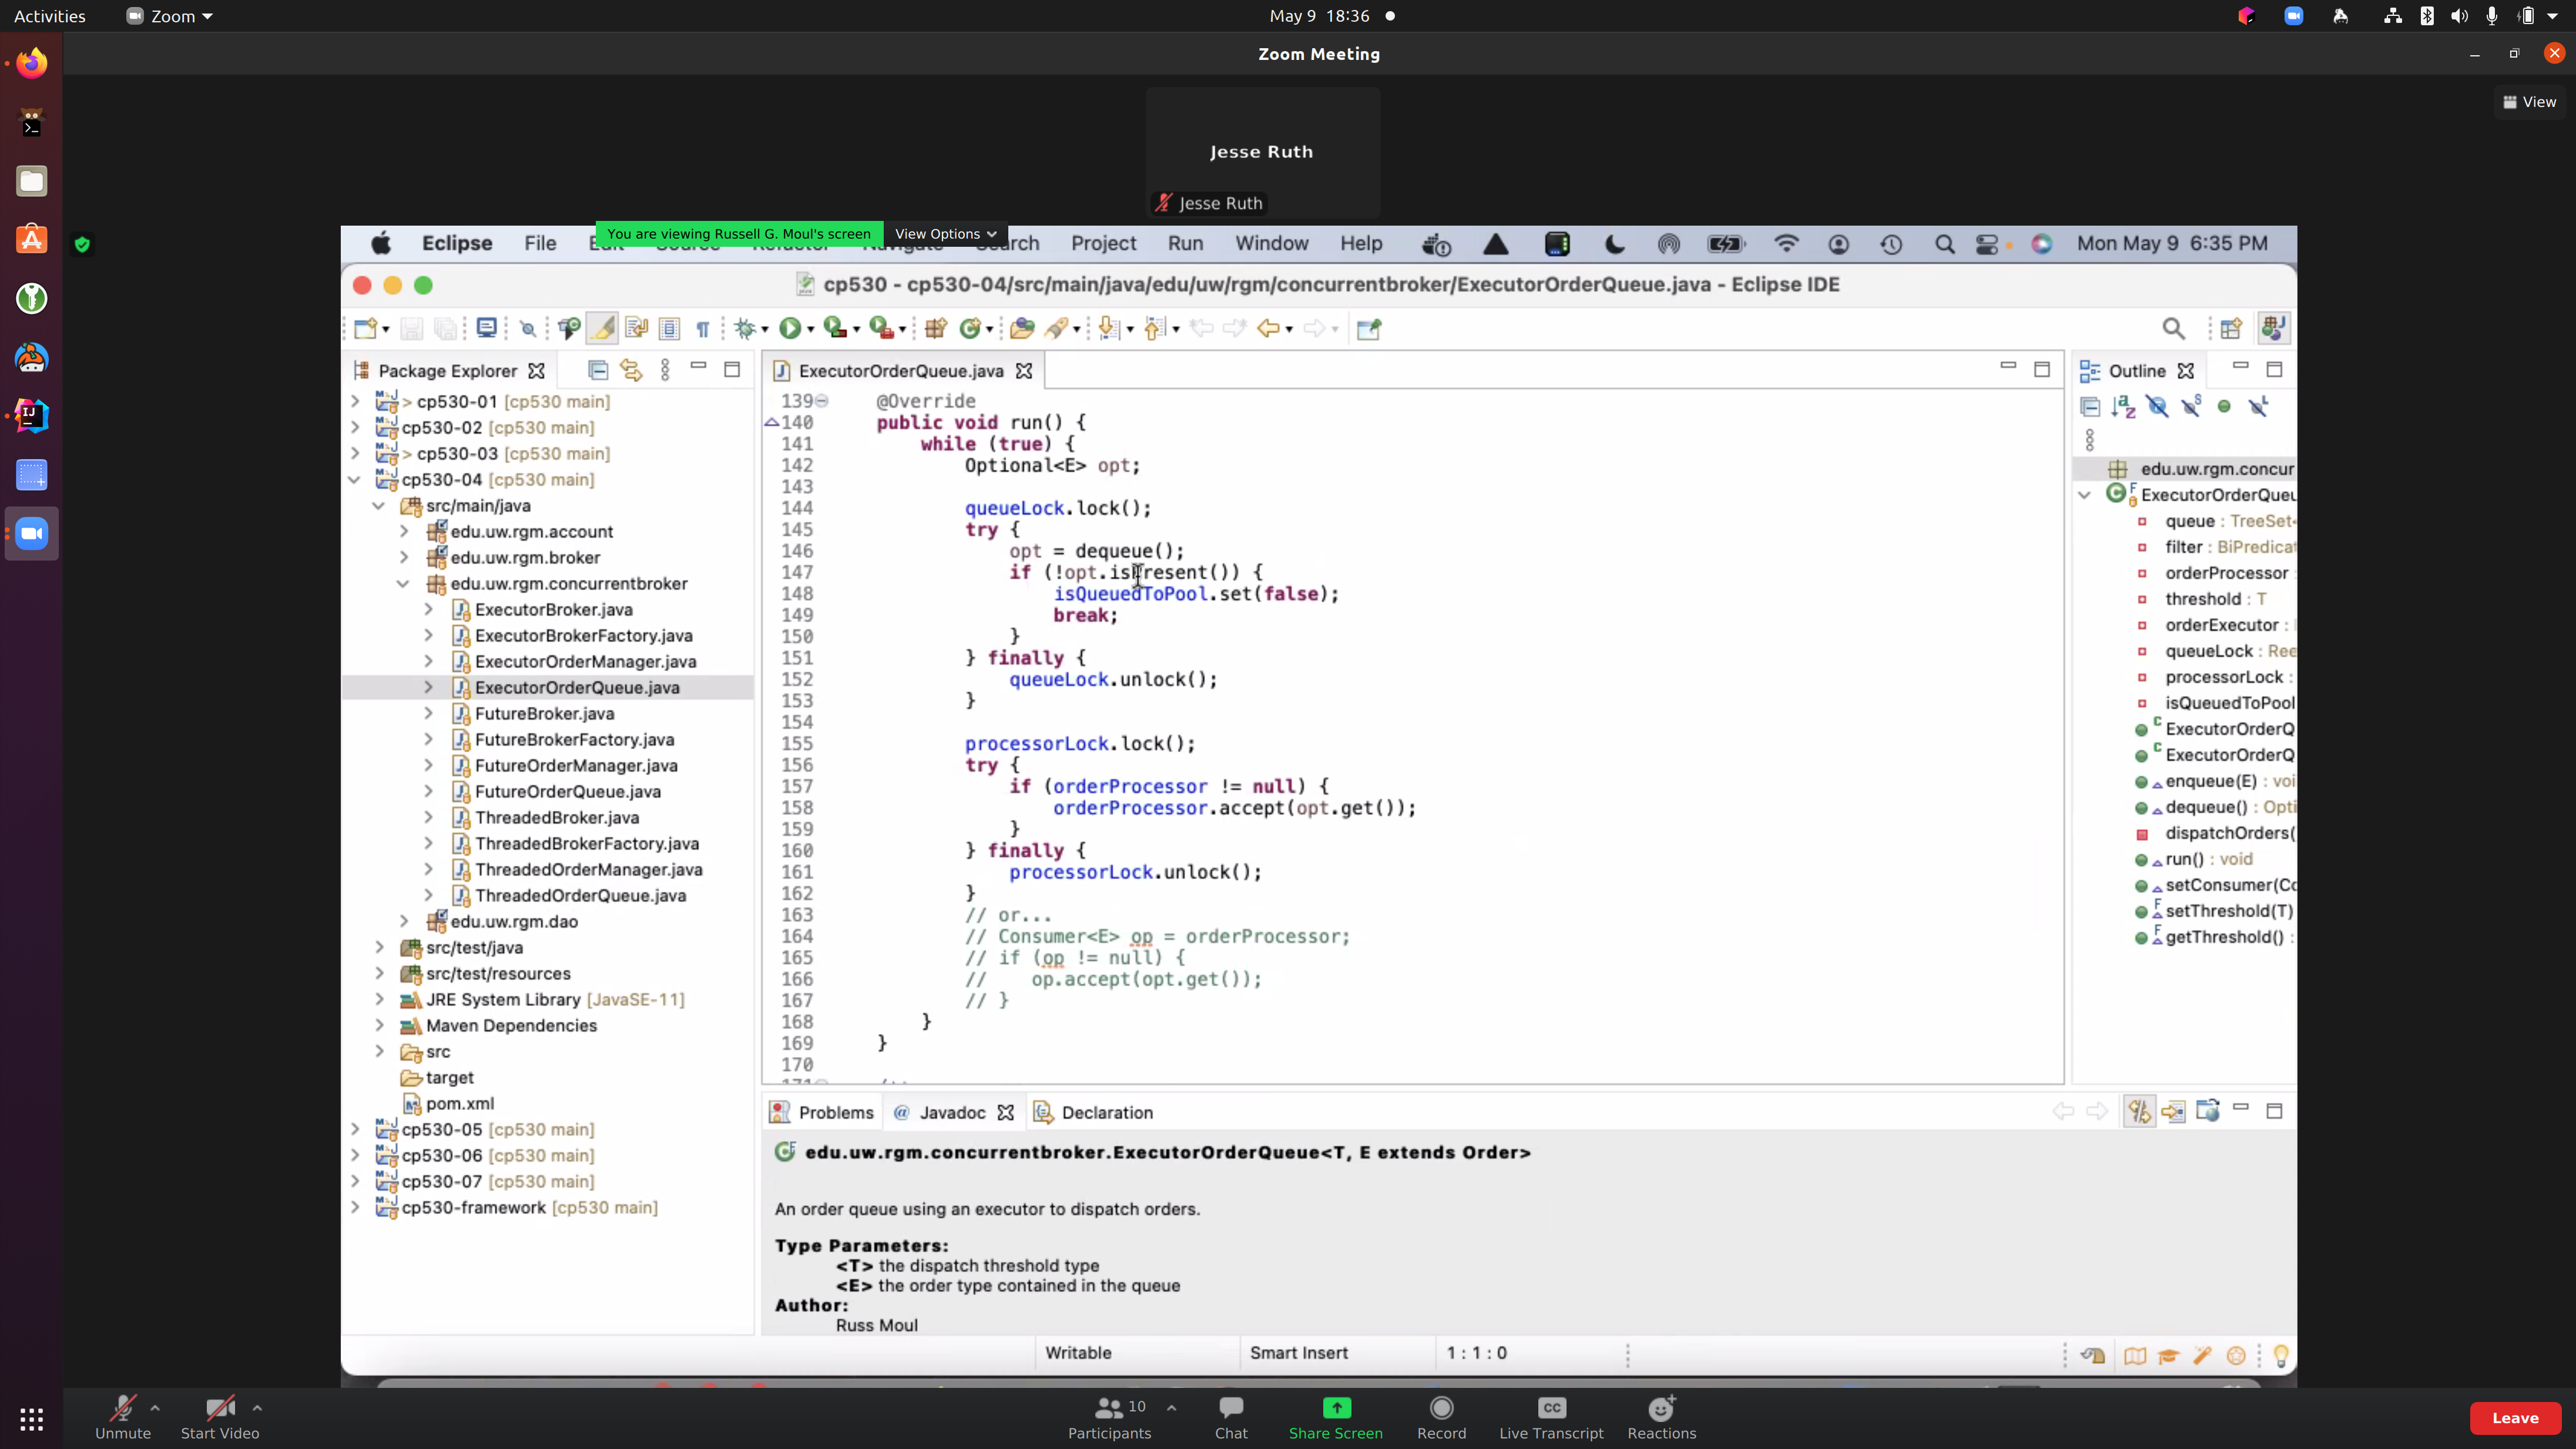 Activities
Zoom
May 9 18:36
Zoom Meeting
View
Jesse Ruth
Jesse Ruth
You are viewing Russell G. Moul's screen
View Options
Eclipse File Project Run Window Help
Mon May 9 6:35 PM
cp530 - cp530-04/src/main/java/edu/uw/rgm/concurrentbroker/ExecutorOrderQueue.java - Eclipse IDE
Package Explorer
> cp530-01 [cp530 main]
cp530-02 [cp530 main]
> cp530-03 [cp530 main]
cp530-04 [cp530 main]
src/main/java
edu.uw.rgm.account
edu.uw.rgm.broker
edu.uw.rgm.concurrentbroker
ExecutorBroker.java
ExecutorBrokerFactory.java
ExecutorOrderManager.java
ExecutorOrderQueue.java
FutureBroker.java
FutureBrokerFactory.java
FutureOrderManager.java
FutureOrderQueue.java
ThreadedBroker.java
ThreadedBrokerFactory.java
ThreadedOrderManager.java
ThreadedOrderQueue.java
edu.uw.rgm.dao
src/test/java
src/test/resources
JRE System Library [JavaSE-11]
Maven Dependencies
src
target
pom.xml
cp530-05 [cp530 main]
cp530-06 [cp530 main]
cp530-07 [cp530 main]
cp530-framework [cp530 main]
ExecutorOrderQueue.java
139 @Override
140 public void run() {
141 while (true) {
142 Optional<E> opt;
143
144 queueLock.lock();
145 try {
146 opt = dequeue();
147 if (!opt.isPresent()) {
148 isQueuedToPool.set(false);
149 break;
150 }
151 } finally {
152 queueLock.unlock();
153 }
154
155 processorLock.lock();
156 try {
157 if (orderProcessor != null) {
158 orderProcessor.accept(opt.get());
159 }
160 } finally {
161 processorLock.unlock();
162 }
163 // or...
164 // Consumer<E> op = orderProcessor;
165 // if (op != null) {
166 // op.accept(opt.get());
167 // }
168 }
169 }
170
Outline
edu.uw.rgm.concur
ExecutorOrderQueu
queue : TreeSet<
filter : BiPredicat
orderProcessor :
threshold : T
orderExecutor :
queueLock : Ree
processorLock :
isQueuedToPool
ExecutorOrderQ
ExecutorOrderQ
enqueue(E) : voi
dequeue() : Opti
dispatchOrders(
run() : void
setConsumer(Co
setThreshold(T)
getThreshold() :
Problems
@ Javadoc
Declaration
edu.uw.rgm.concurrentbroker.ExecutorOrderQueue<T, E extends Order>
An order queue using an executor to dispatch orders.
Type Parameters:
<T> the dispatch threshold type
<E> the order type contained in the queue
Author:
Russ Moul
Writable
Smart Insert
1 : 1 : 0
Unmute
Start Video
Participants 10
Chat
Share Screen
Record
CC
Live Transcript
Reactions
Leave